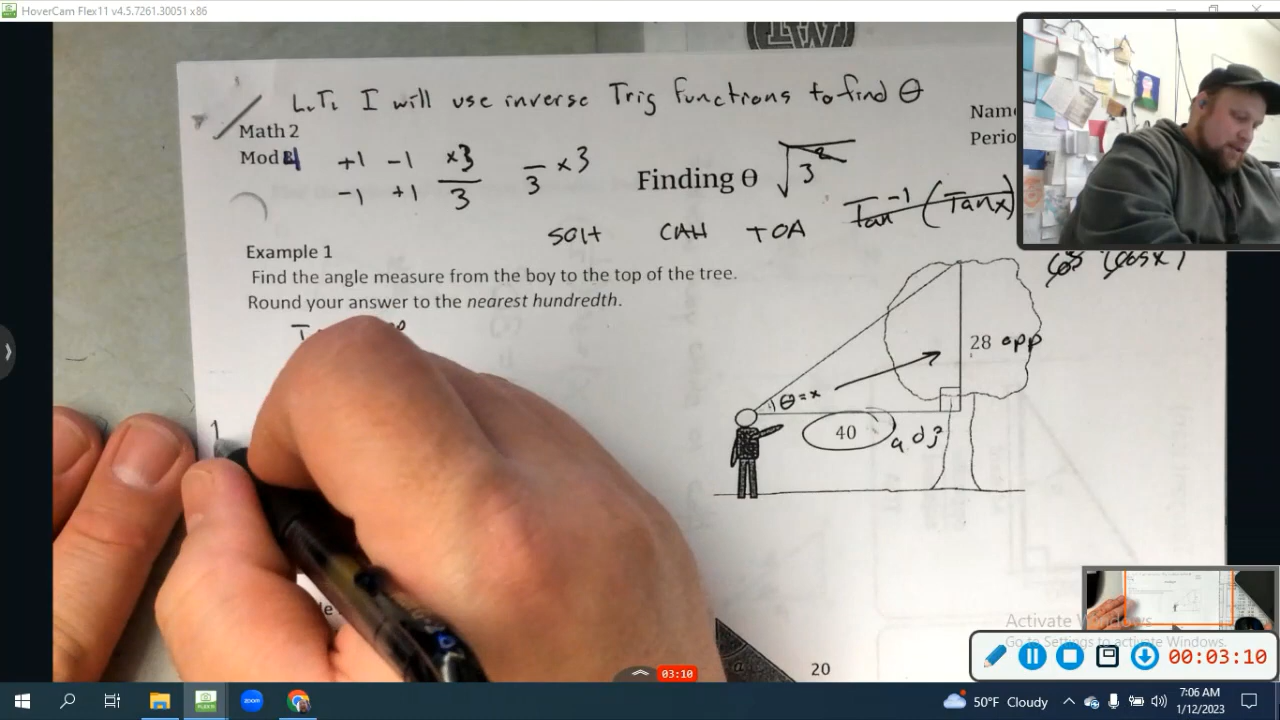 HoverCam Flex11 v4.5.7261.30051 x86
L.T. I will use inverse Trig functions to find θ
Math 2
Mod 4
Name
Perio
+1 -1 ×3
-1 +1 3
3 ×3
Finding θ √3²
Tan⁻¹ (Tanx)
SOH CAH TOA
Example 1
Find the angle measure from the boy to the top of the tree.
Round your answer to the nearest hundredth.
28 opp
θ=x
40 adj
20
Activate Windows
Go to Settings to activate Windows.
00:03:10
03:10
50°F Cloudy
7:06 AM
1/12/2023